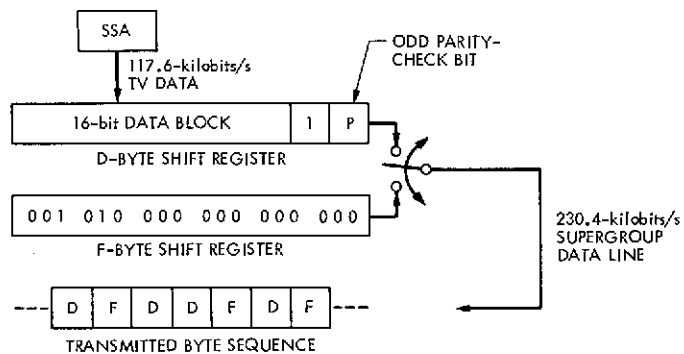 SSA
117.6-kilobits/s
TV DATA
ODD PARITY-
CHECK BIT
16-bit DATA BLOCK 1 P
D-BYTE SHIFT REGISTER
001 010 000 000 000 000
F-BYTE SHIFT REGISTER
230.4-kilobits/s
SUPERGROUP
DATA LINE
D F D D F D F
TRANSMITTED BYTE SEQUENCE